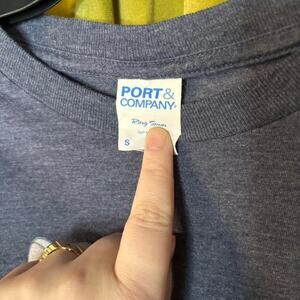 PORT &
COMPANY®
Ring Spun
S